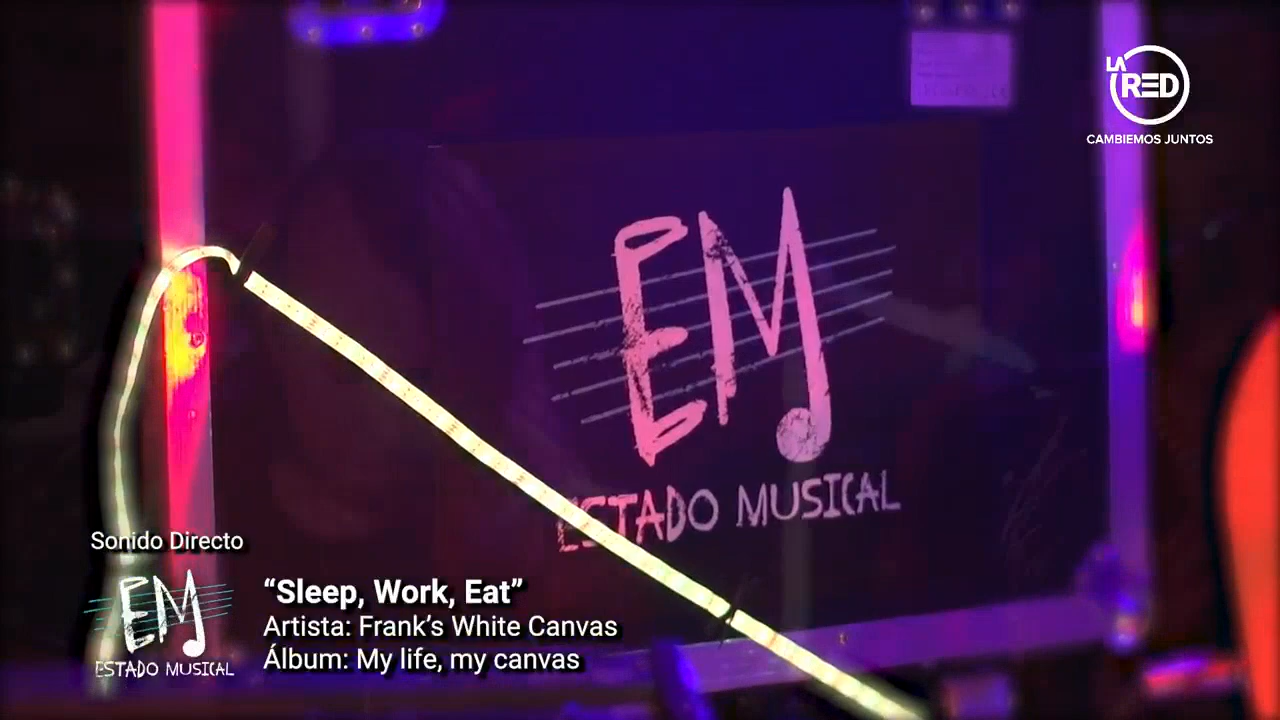 LA
RED
CAMBIEMOS JUNTOS
EM
ESTADO MUSICAL
Sonido Directo
EM
ESTADO MUSICAL
“Sleep, Work, Eat”
Artista: Frank’s White Canvas
Álbum: My life, my canvas